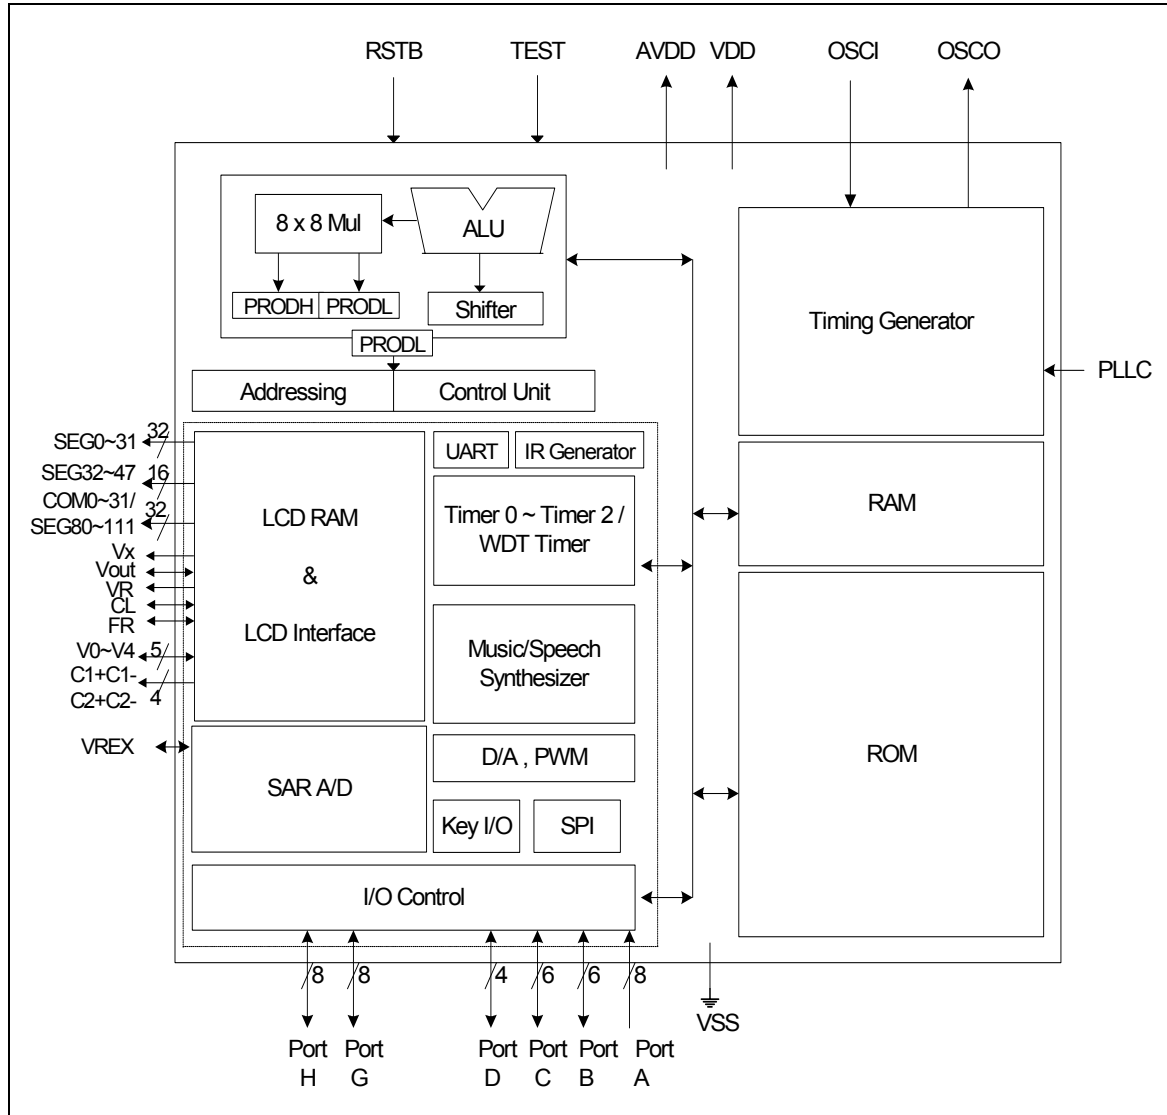 RSTB
TEST
AVDD
VDD
OSCI
OSCO
8 x 8 Mul
ALU
PRODH
PRODL
Shifter
PRODL
Addressing
Control Unit
Timing Generator
PLLC
SEG0~31
32
SEG32~47
16
COM0~31/
SEG80~111
32
Vx
Vout
VR
CL
FR
V0~V4
5
C1+C1-
C2+C2-
4
VREX
LCD RAM
&
LCD Interface
UART
IR Generator
Timer 0 ~ Timer 2 /
WDT Timer
Music/Speech
Synthesizer
D/A , PWM
SAR A/D
Key I/O
SPI
I/O Control
RAM
ROM
8
8
4
6
6
8
VSS
Port
H
Port
G
Port
D
Port
C
Port
B
Port
A